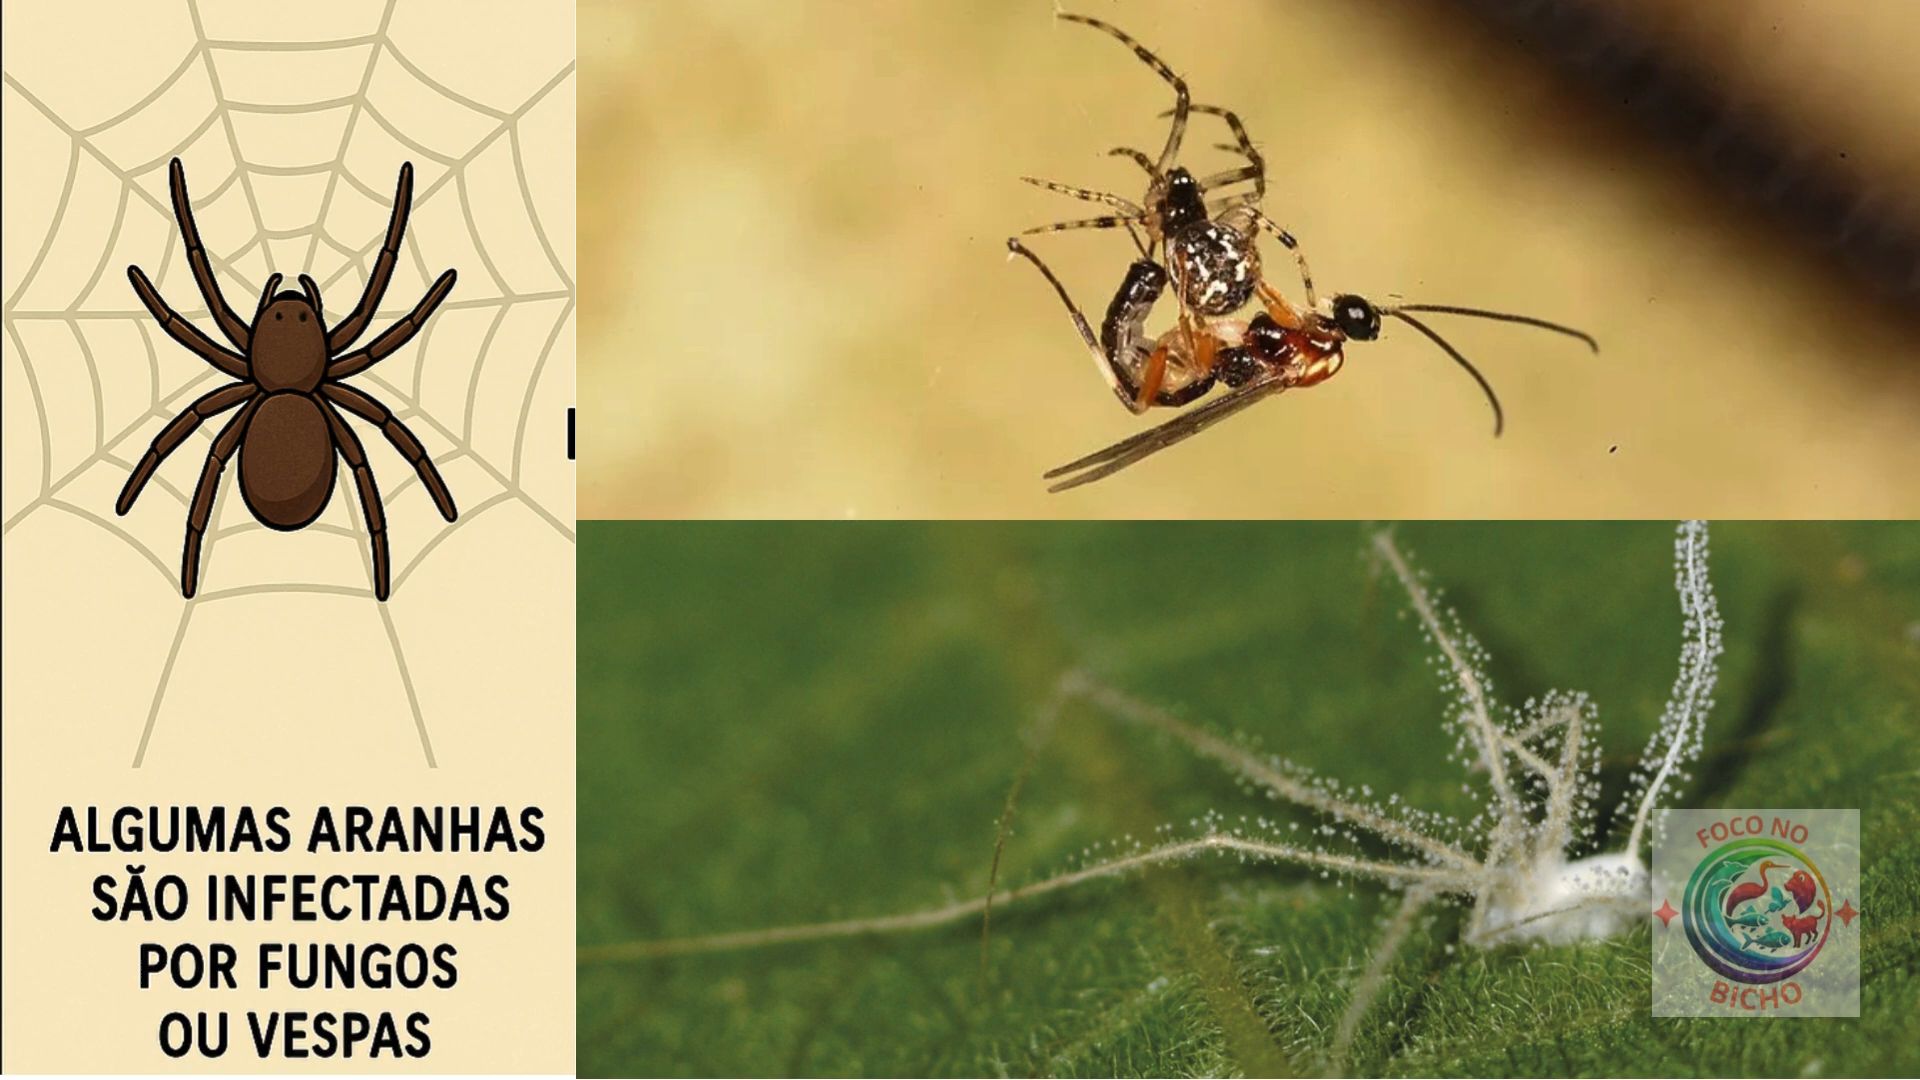 ALGUMAS ARANHAS
SÃO INFECTADAS
POR FUNGOS
OU VESPAS
FOCO NO
BiCHO